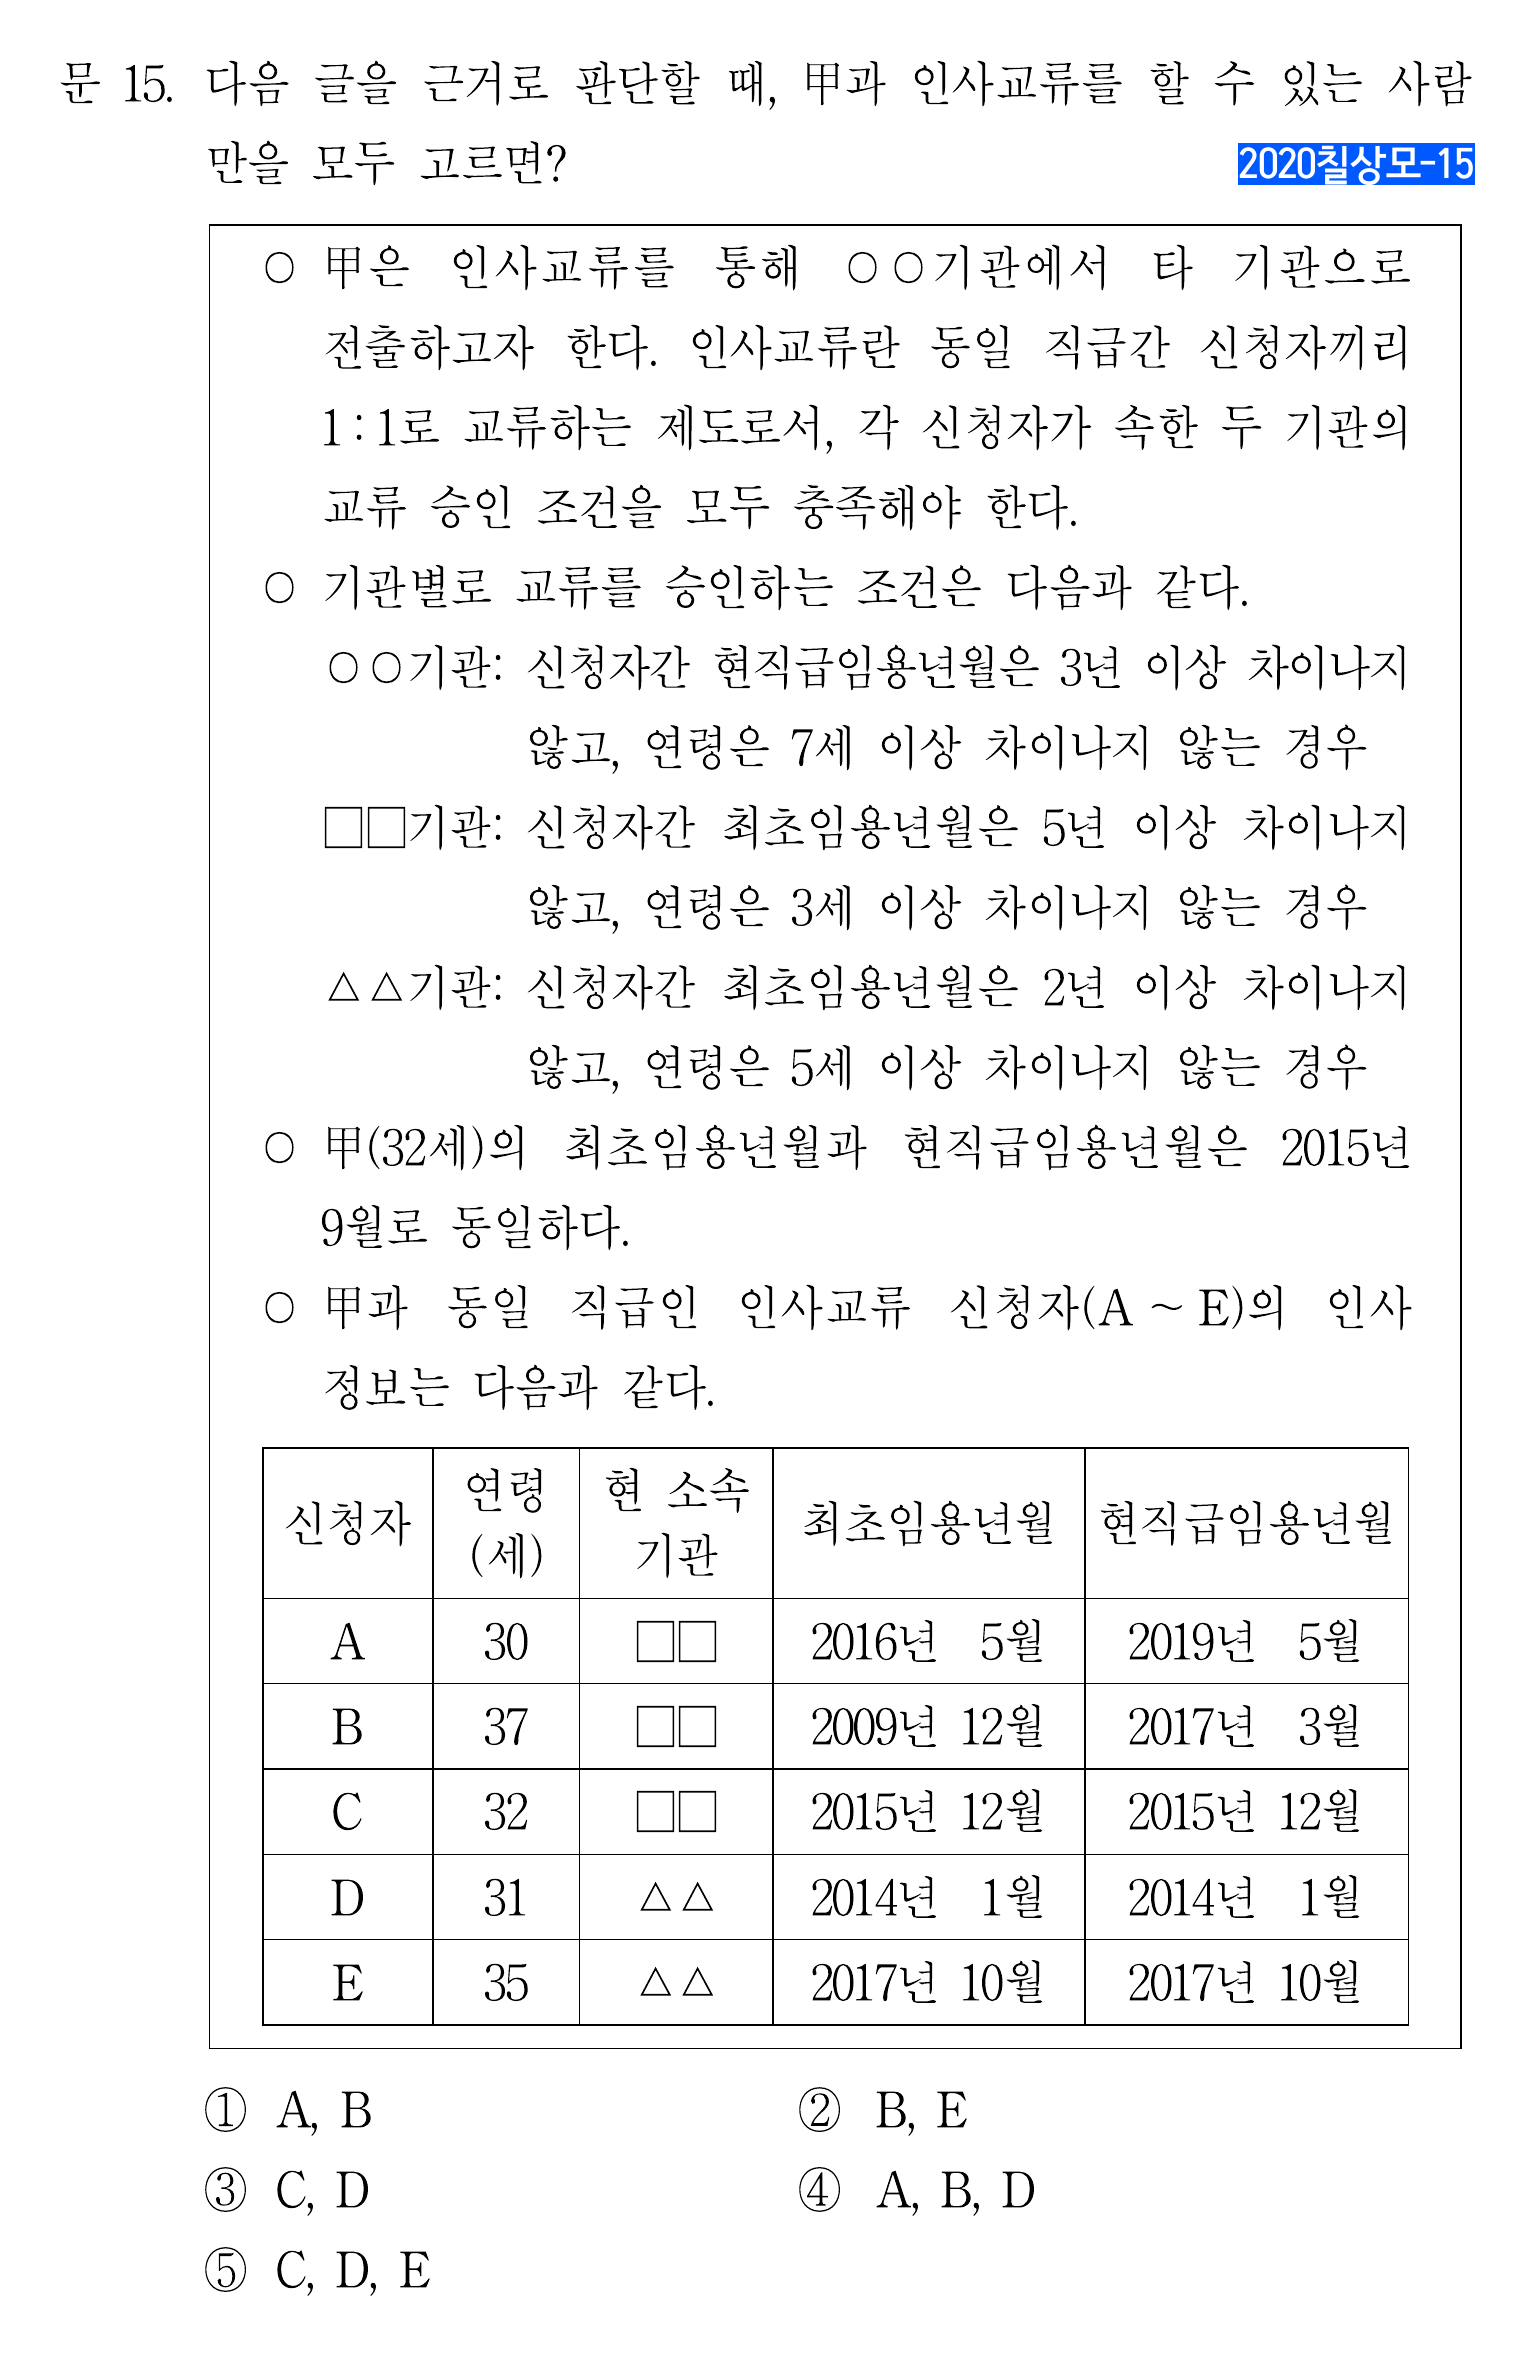 문 15. 다음 글을 근거로 판단할 때, 甲과 인사교류를 할 수 있는 사람
만을 모두 고르면?
2020칠상모-15
○ 甲은 인사교류를 통해 ○○기관에서 타 기관으로
전출하고자 한다. 인사교류란 동일 직급간 신청자끼리
1 : 1로 교류하는 제도로서, 각 신청자가 속한 두 기관의
교류 승인 조건을 모두 충족해야 한다.
○ 기관별로 교류를 승인하는 조건은 다음과 같다.
○○기관: 신청자간 현직급임용년월은 3년 이상 차이나지
않고, 연령은 7세 이상 차이나지 않는 경우
□□기관: 신청자간 최초임용년월은 5년 이상 차이나지
않고, 연령은 3세 이상 차이나지 않는 경우
△△기관: 신청자간 최초임용년월은 2년 이상 차이나지
않고, 연령은 5세 이상 차이나지 않는 경우
○ 甲(32세)의 최초임용년월과 현직급임용년월은 2015년
9월로 동일하다.
○ 甲과 동일 직급인 인사교류 신청자(A ~ E)의 인사
정보는 다음과 같다.
신청자 연령(세) 현 소속 기관 최초임용년월 현직급임용년월
A 30 □□ 2016년 5월 2019년 5월
B 37 □□ 2009년 12월 2017년 3월
C 32 □□ 2015년 12월 2015년 12월
D 31 △△ 2014년 1월 2014년 1월
E 35 △△ 2017년 10월 2017년 10월
① A, B
② B, E
③ C, D
④ A, B, D
⑤ C, D, E